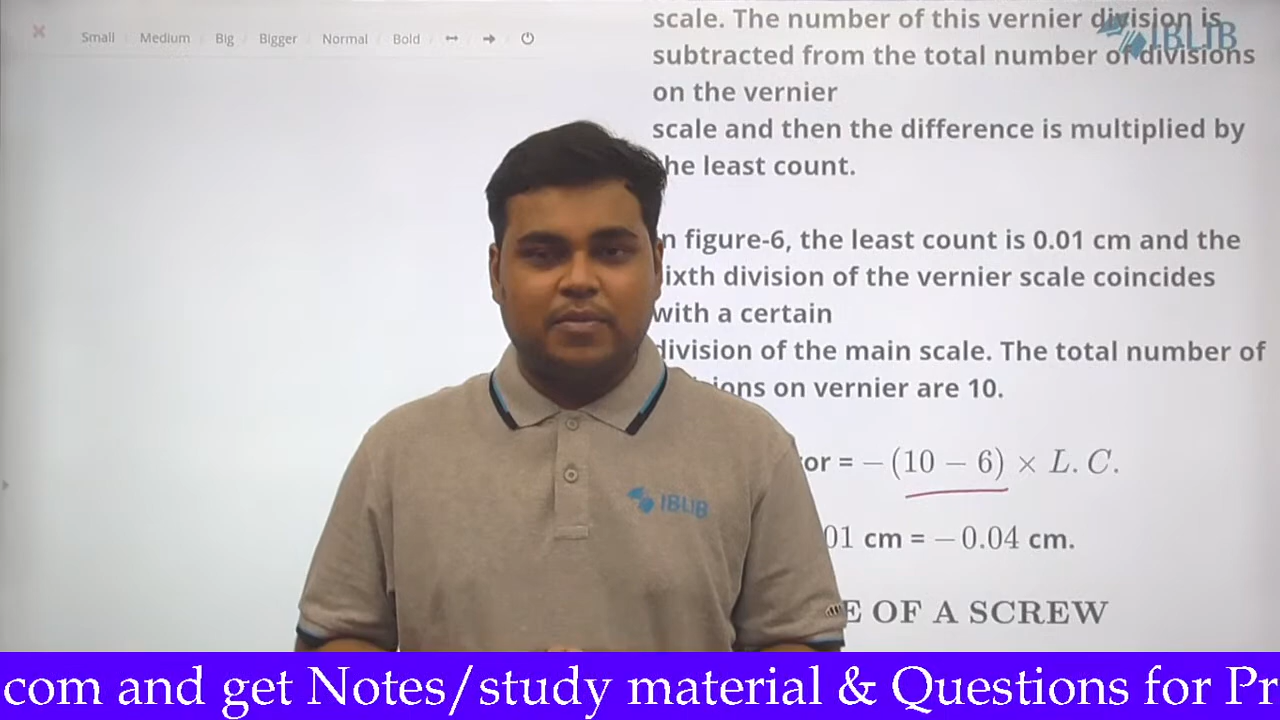 Small Medium Big Bigger Normal Bold
scale. The number of this vernier division is
IBLIB
subtracted from the total number of divisions
on the vernier
scale and then the difference is multiplied by
he least count.
n figure-6, the least count is 0.01 cm and the
ixth division of the vernier scale coincides
with a certain
division of the main scale. The total number of
ions on vernier are 10.
or = −(10 − 6) × L. C.
IBLIB
01 cm = −0.04 cm.
E OF A SCREW
com and get Notes/study material & Questions for Pr